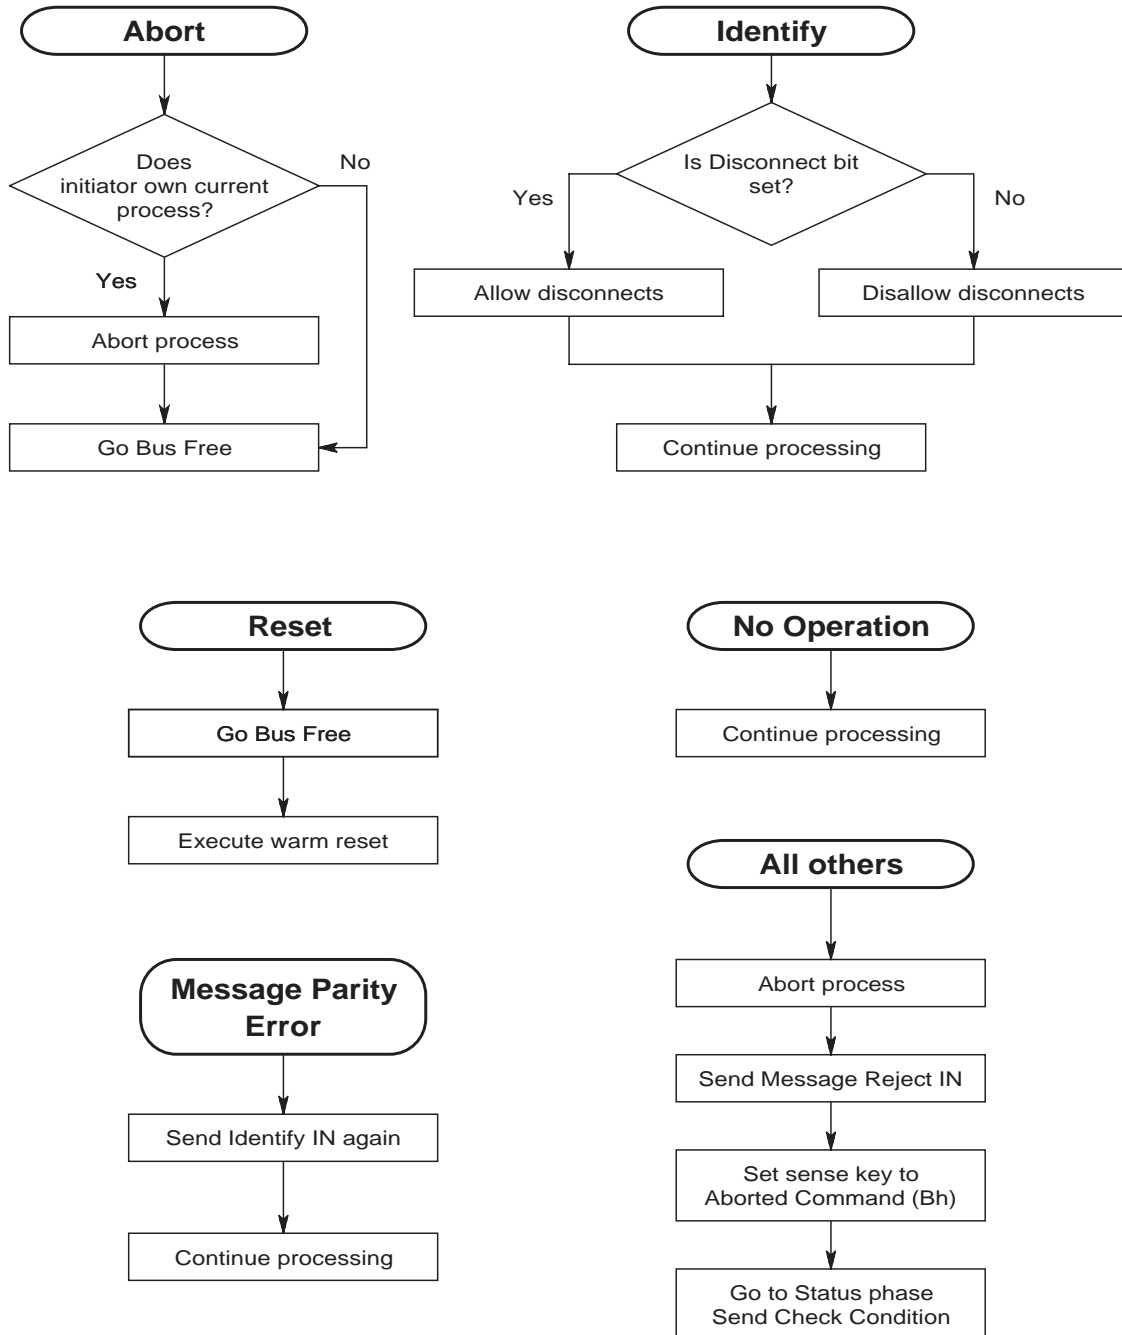 Abort
Does
initiator own current
process?
No
Yes
Abort process
Go Bus Free
Identify
Is Disconnect bit
set?
Yes
No
Allow disconnects
Disallow disconnects
Continue processing
Reset
Go Bus Free
Execute warm reset
No Operation
Continue processing
Message Parity
Error
Send Identify IN again
Continue processing
All others
Abort process
Send Message Reject IN
Set sense key to
Aborted Command (Bh)
Go to Status phase
Send Check Condition